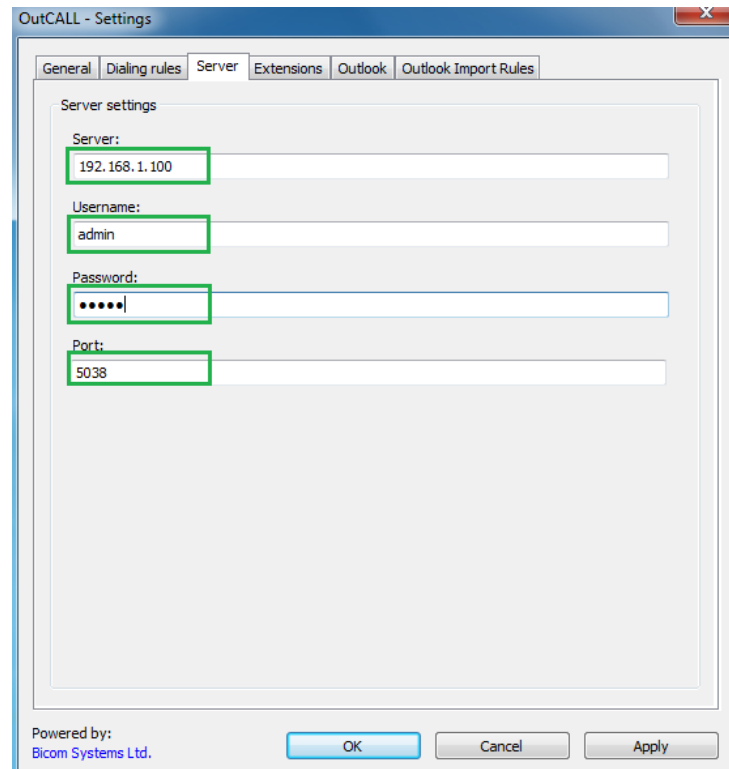 OutCALL - Settings
General Dialing rules Server Extensions Outlook Outlook Import Rules
Server settings
Server:
192.168.1.100
Username:
admin
Password:
•••••
Port:
5038
Powered by:
Bicom Systems Ltd.
OK Cancel Apply